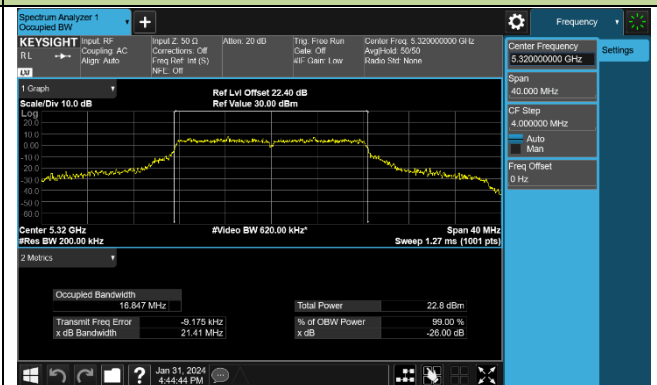 Spectrum Analyzer 1
Occupied BW
+
Frequency
KEYSIGHT
RL
LXI
Input: RF
Coupling: AC
Align: Auto
Input Z: 50 Ω
Corrections: Off
Freq Ref: Int (S)
NFE: Off
Atten: 20 dB
Trig: Free Run
Gate: Off
#IF Gain: Low
Center Freq: 5.320000000 GHz
Avg|Hold: 50/50
Radio Std: None
Center Frequency
5.320000000 GHz
Settings
Span
40.000 MHz
CF Step
4.000000 MHz
Auto
Man
Freq Offset
0 Hz
1 Graph
Scale/Div 10.0 dB
Ref Lvl Offset 22.40 dB
Ref Value 30.00 dBm
Log
20.0
10.0
0.00
-10.0
-20.0
-30.0
-40.0
-50.0
-60.0
Center 5.32 GHz
#Video BW 620.00 kHz*
Span 40 MHz
#Res BW 200.00 kHz
Sweep 1.27 ms (1001 pts)
2 Metrics
Occupied Bandwidth
16.847 MHz
Total Power
22.8 dBm
Transmit Freq Error
-9.175 kHz
% of OBW Power
99.00 %
x dB Bandwidth
21.41 MHz
x dB
-26.00 dB
?
Jan 31, 2024
4:44:44 PM